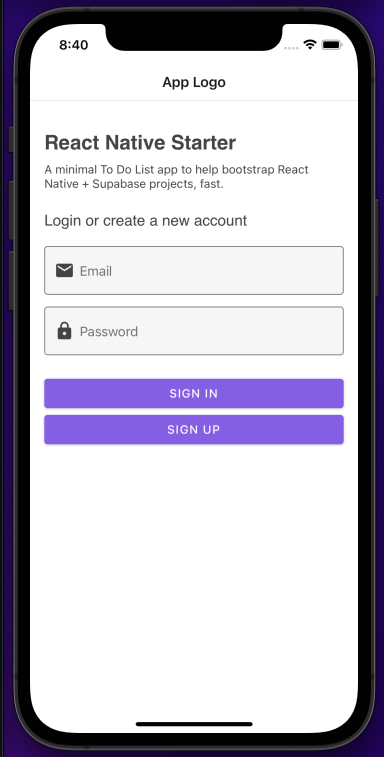 8:40
App Logo
React Native Starter
A minimal To Do List app to help bootstrap React
Native + Supabase projects, fast.
Login or create a new account
Email
Password
SIGN IN
SIGN UP